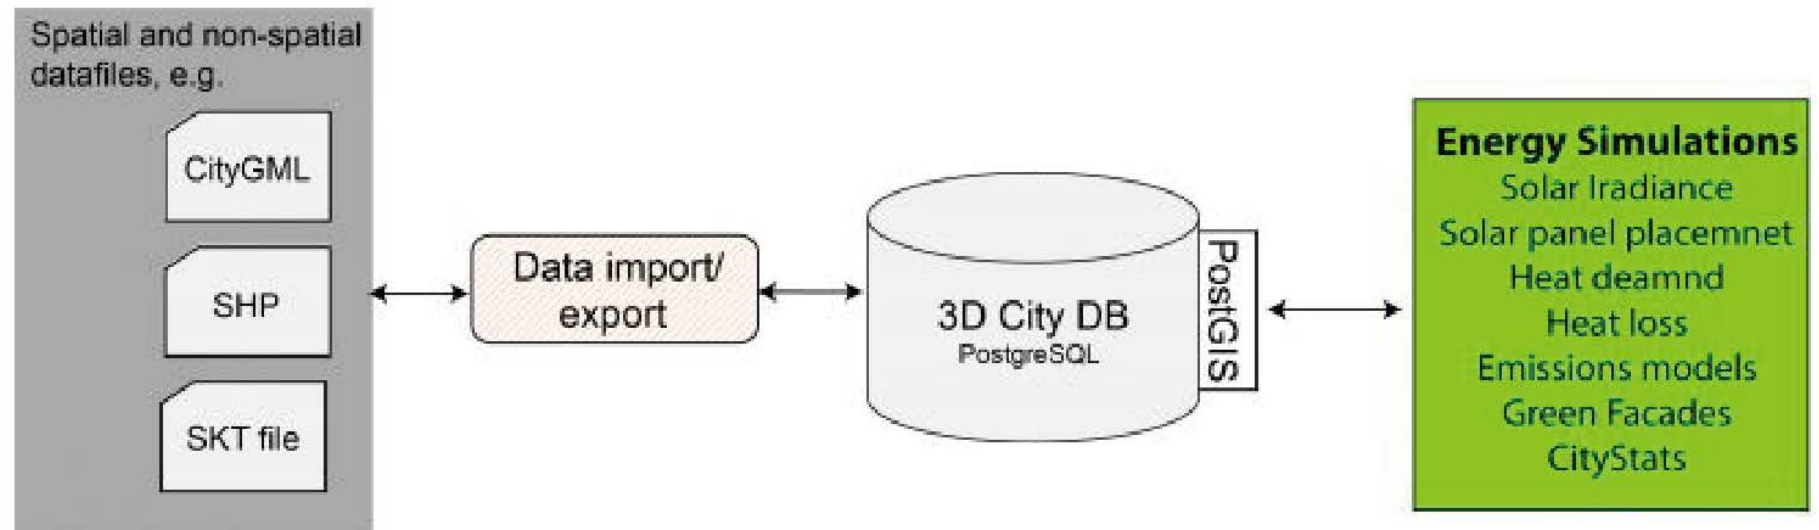 Spatial and non-spatial
datafiles, e.g.
CityGML
SHP
SKT file
Data import/
export
3D City DB
PostgreSQL
PostGIS
Energy Simulations
Solar Iradiance
Solar panel placemnet
Heat deamnd
Heat loss
Emissions models
Green Facades
CityStats